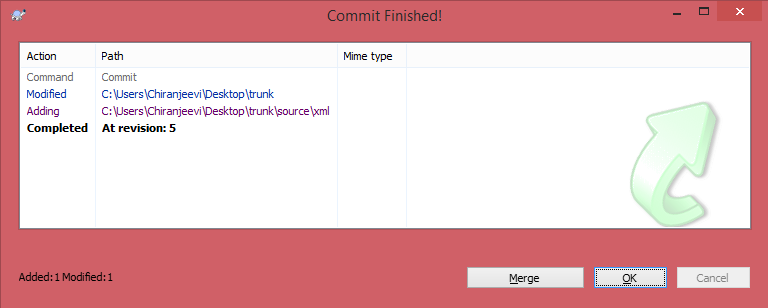 Commit Finished!
Action Path Mime type
Command Commit
Modified C:\Users\Chiranjeevi\Desktop\trunk
Adding C:\Users\Chiranjeevi\Desktop\trunk\source\xml
Completed At revision: 5
Added:1 Modified:1
Merge OK Cancel